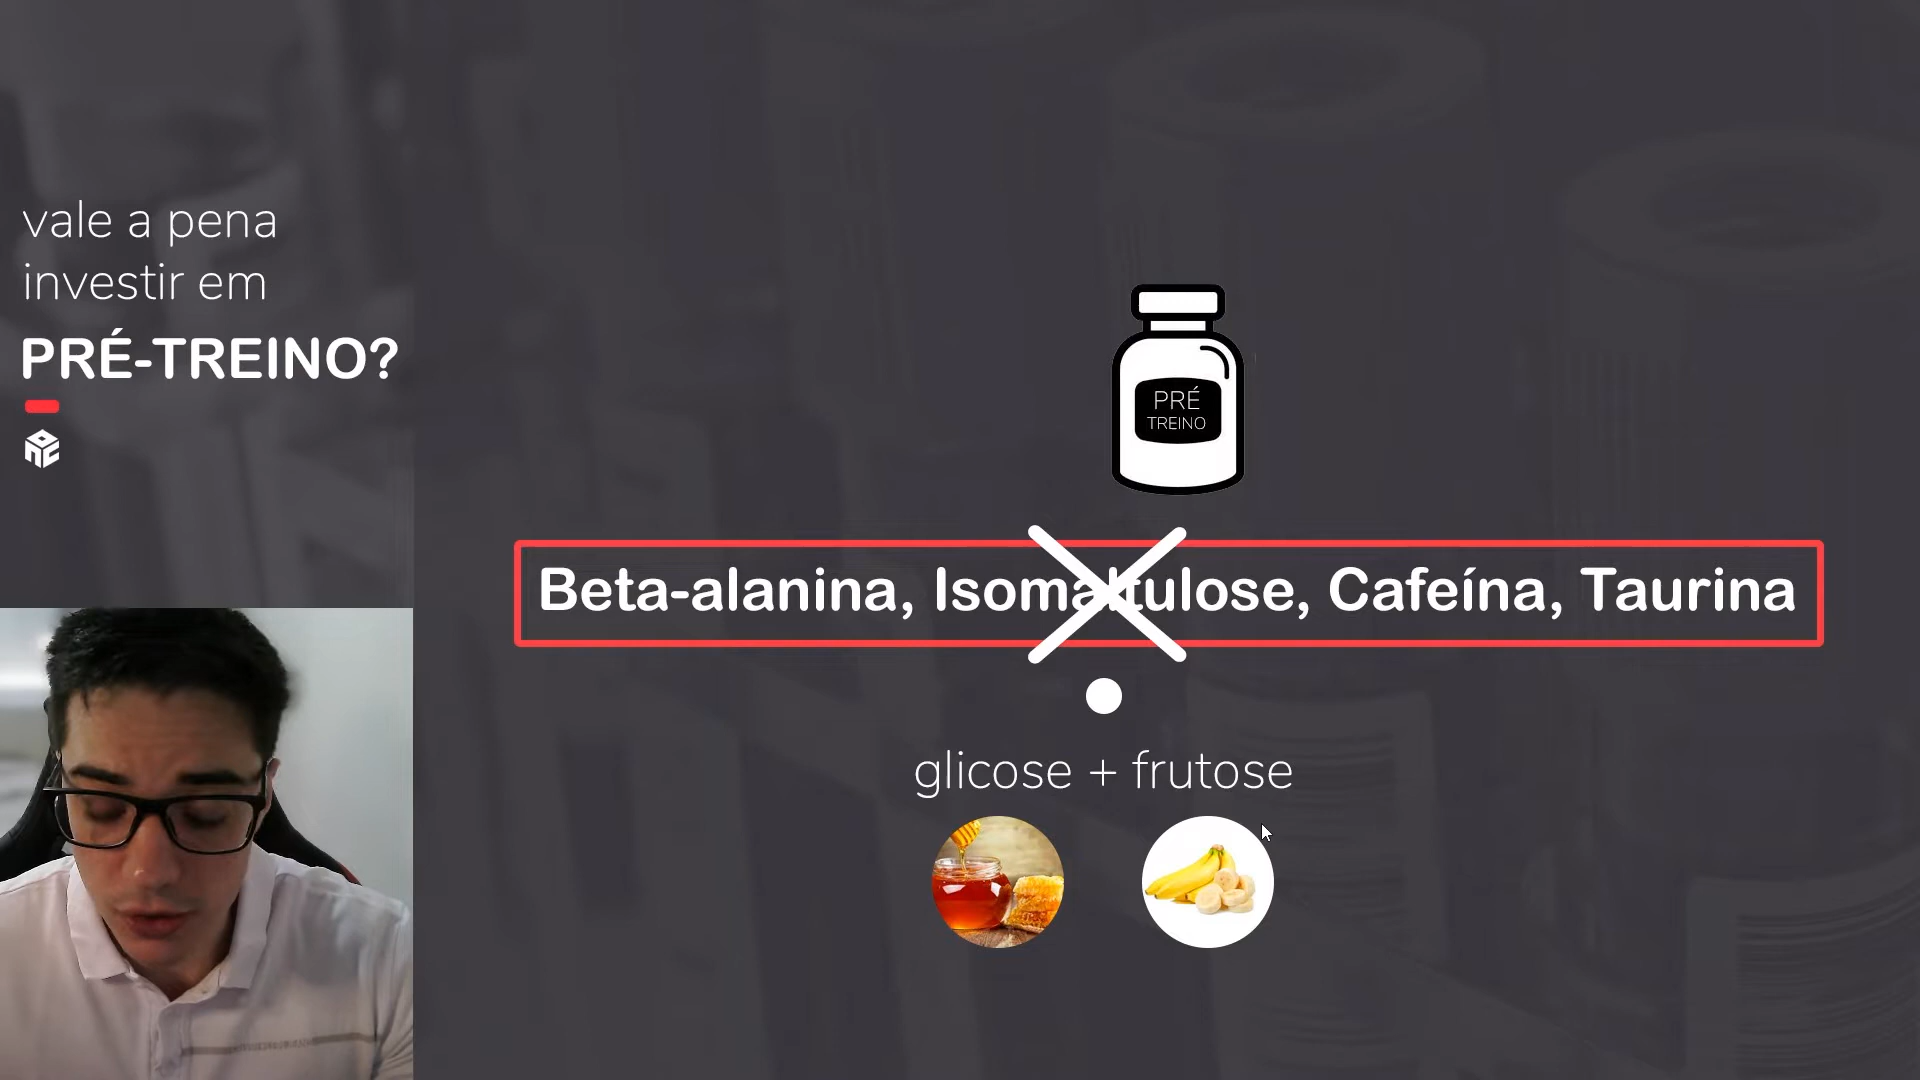 vale a pena
investir em
PRÉ-TREINO?
PRÉ
TREINO
Beta-alanina, Isomaltulose, Cafeína, Taurina
glicose + frutose